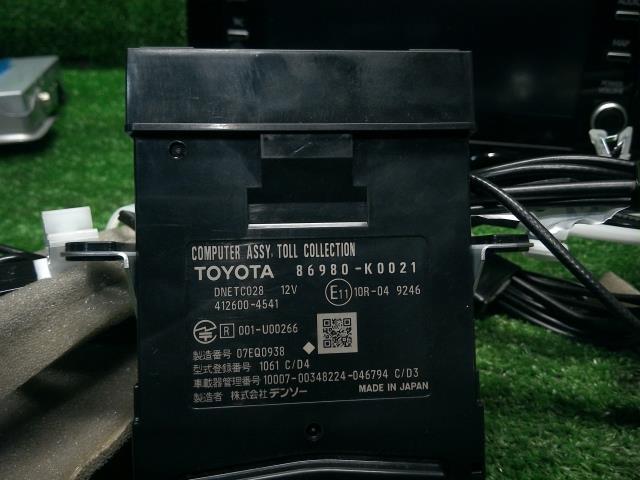 COMPUTER ASSY, TOLL COLLECTION
TOYOTA 86980-K0021
DNETC028 12V E11 10R-04 9246
412600-4541
R 001-U00266
製造番号 07EQ0938
型式登録番号 1061 C/D4
車載器管理番号 10007-00348224-046794 C/D3
製造者 株式会社 デンソー MADE IN JAPAN
MAP